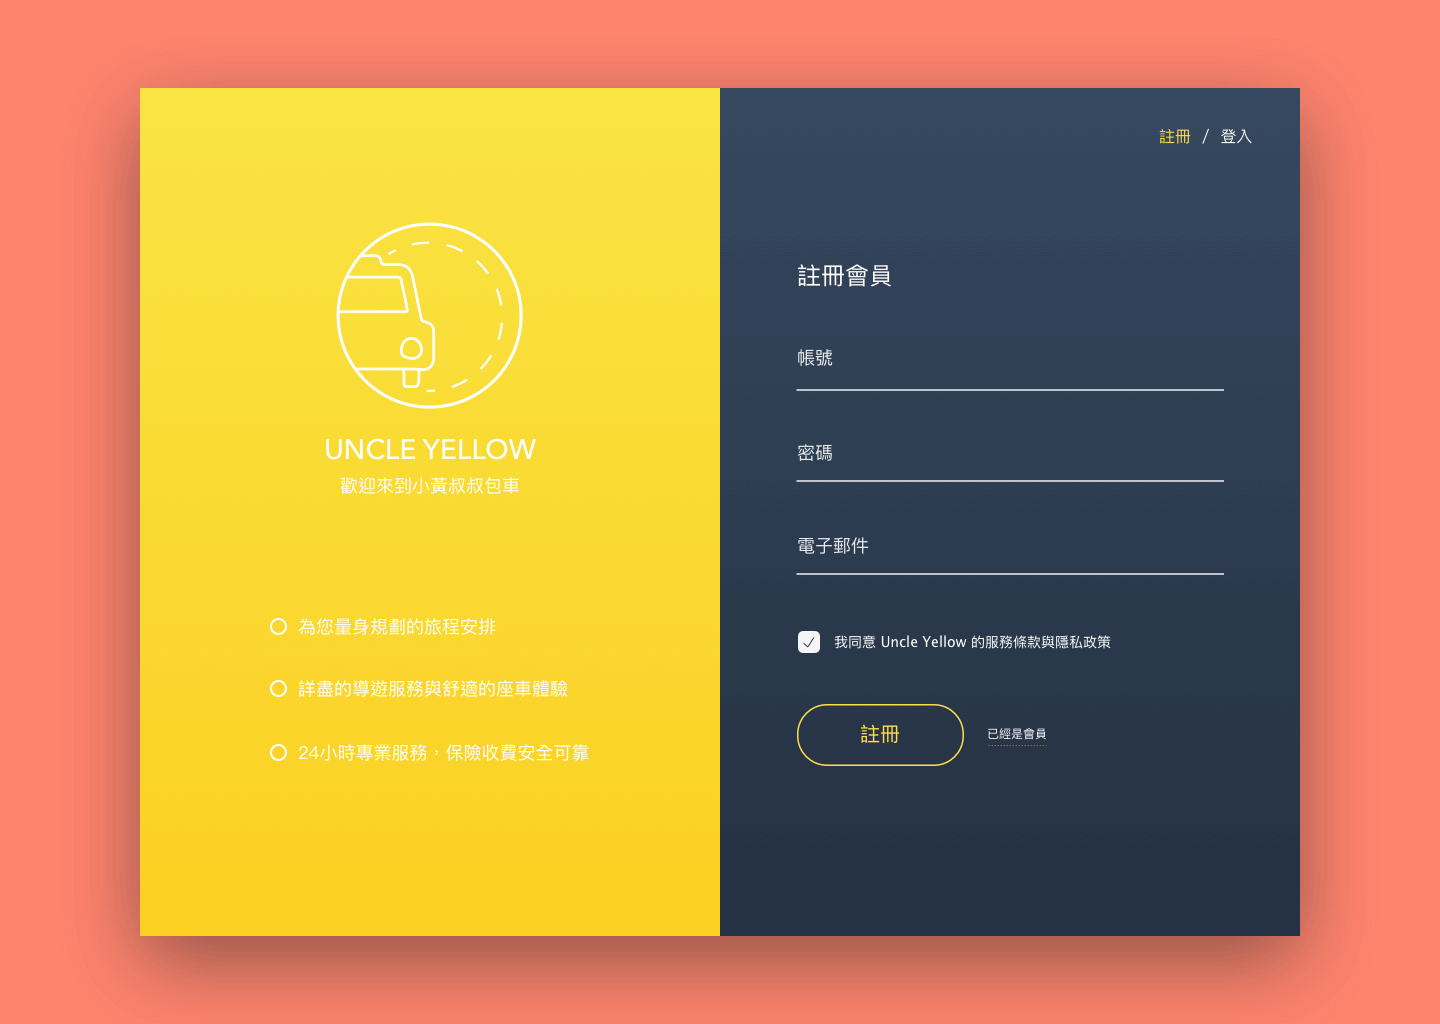 UNCLE YELLOW
歡迎來到小黃叔叔包車
為您量身規劃的旅程安排
詳盡的導遊服務與舒適的座車體驗
24小時專業服務，保險收費安全可靠
註冊 / 登入
註冊會員
帳號
密碼
電子郵件
我同意 Uncle Yellow 的服務條款與隱私政策
註冊
已經是會員